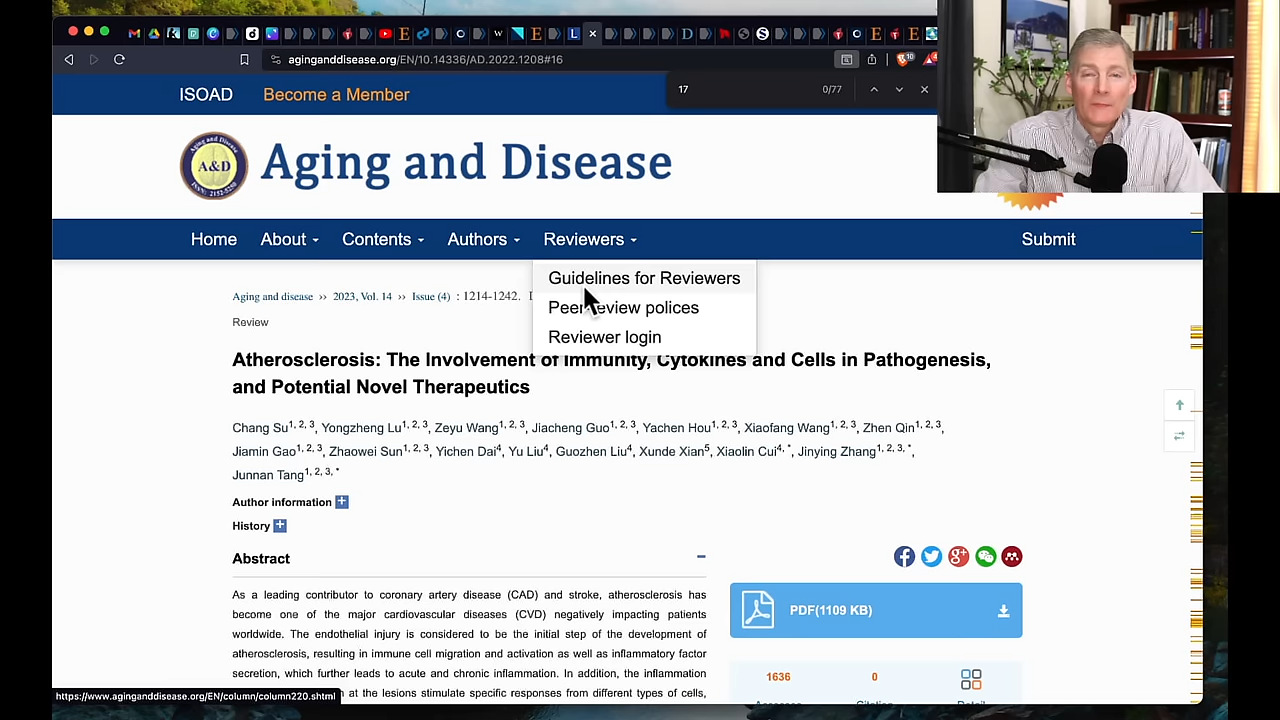 aginganddisease.org/EN/10.14336/AD.2022.1208#16
17
0/77
ISOAD
Become a Member
Aging and Disease
Home
About
Contents
Authors
Reviewers
Submit
Guidelines for Reviewers
Peer review polices
Reviewer login
Aging and disease ›› 2023, Vol. 14 ›› Issue (4) : 1214-1242.
Review
Atherosclerosis: The Involvement of Immunity, Cytokines and Cells in Pathogenesis,
and Potential Novel Therapeutics
Chang Su1, 2, 3, Yongzheng Lu1, 2, 3, Zeyu Wang1, 2, 3, Jiacheng Guo1, 2, 3, Yachen Hou1, 2, 3, Xiaofang Wang1, 2, 3, Zhen Qin1, 2, 3,
Jiamin Gao1, 2, 3, Zhaowei Sun1, 2, 3, Yichen Dai4, Yu Liu4, Guozhen Liu4, Xunde Xian5, Xiaolin Cui4, *, Jinying Zhang1, 2, 3, *,
Junnan Tang1, 2, 3, *
Author information
History
Abstract
As a leading contributor to coronary artery disease (CAD) and stroke, atherosclerosis has
become one of the major cardiovascular diseases (CVD) negatively impacting patients
worldwide. The endothelial injury is considered to be the initial step of the development of
atherosclerosis, resulting in immune cell migration and activation as well as inflammatory factor
secretion, which further leads to acute and chronic inflammation. In addition, the inflammation
at the lesions stimulate specific responses from different types of cells,
PDF(1109 KB)
1636
0
https://www.aginganddisease.org/EN/column/column220.shtml